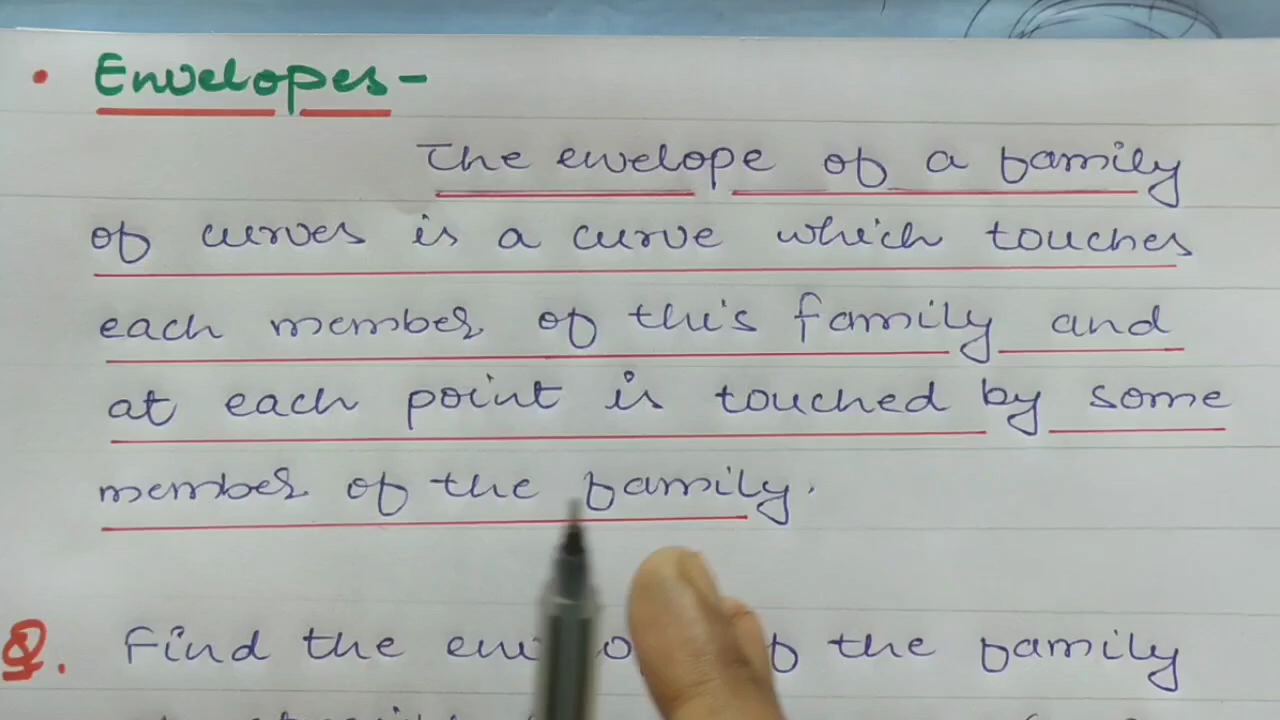 • Envelopes-
The envelope of a family
of curves is a curve which touches
each member of this family and
at each point is touched by some
member of the family.
Q. Find the of the family